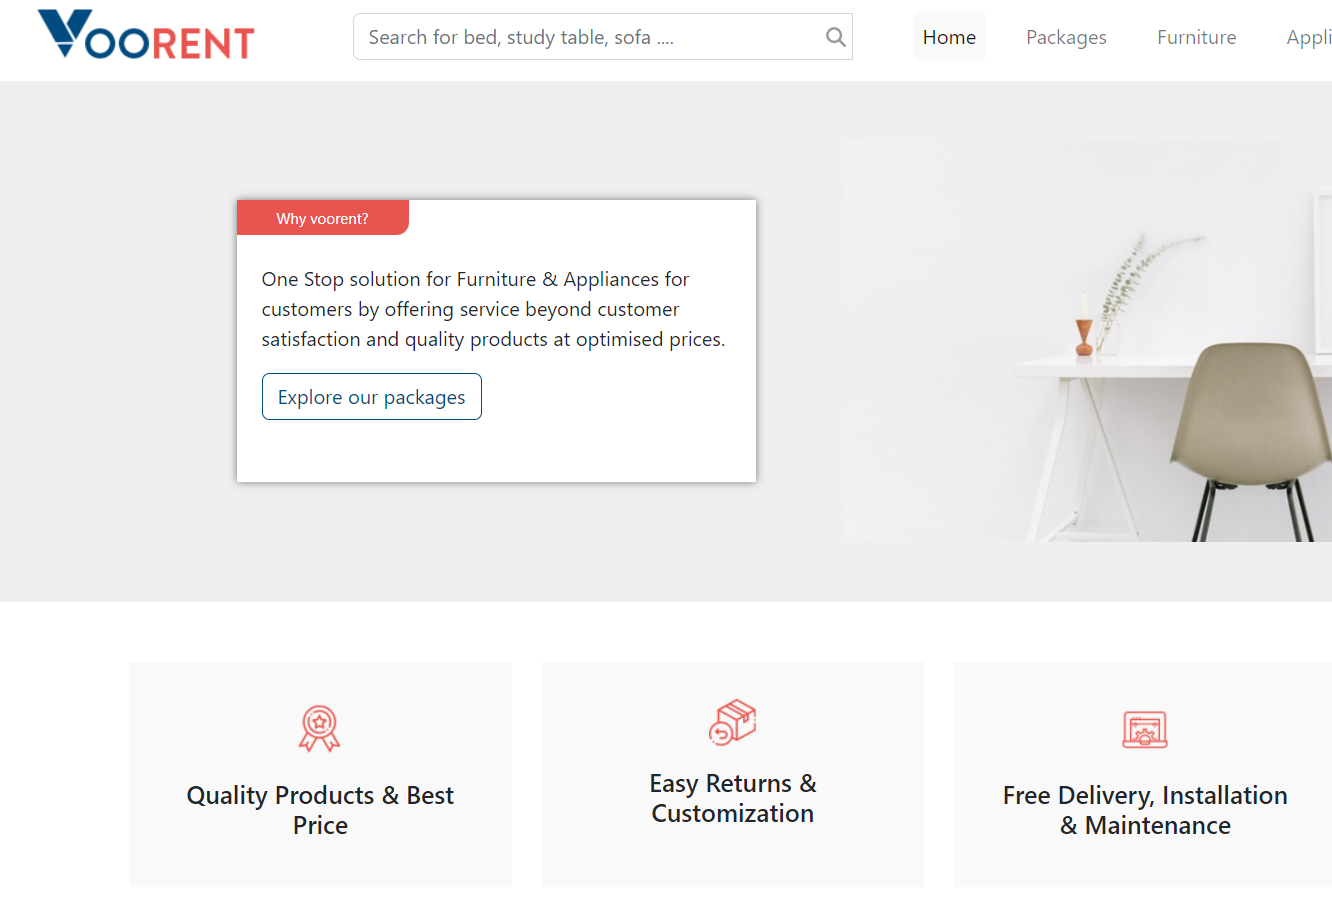 VOORENT
Search for bed, study table, sofa ....
Home
Packages
Furniture
Appli
Why voorent?
One Stop solution for Furniture & Appliances for
customers by offering service beyond customer
satisfaction and quality products at optimised prices.
Explore our packages
Quality Products & Best
Price
Easy Returns &
Customization
Free Delivery, Installation
& Maintenance